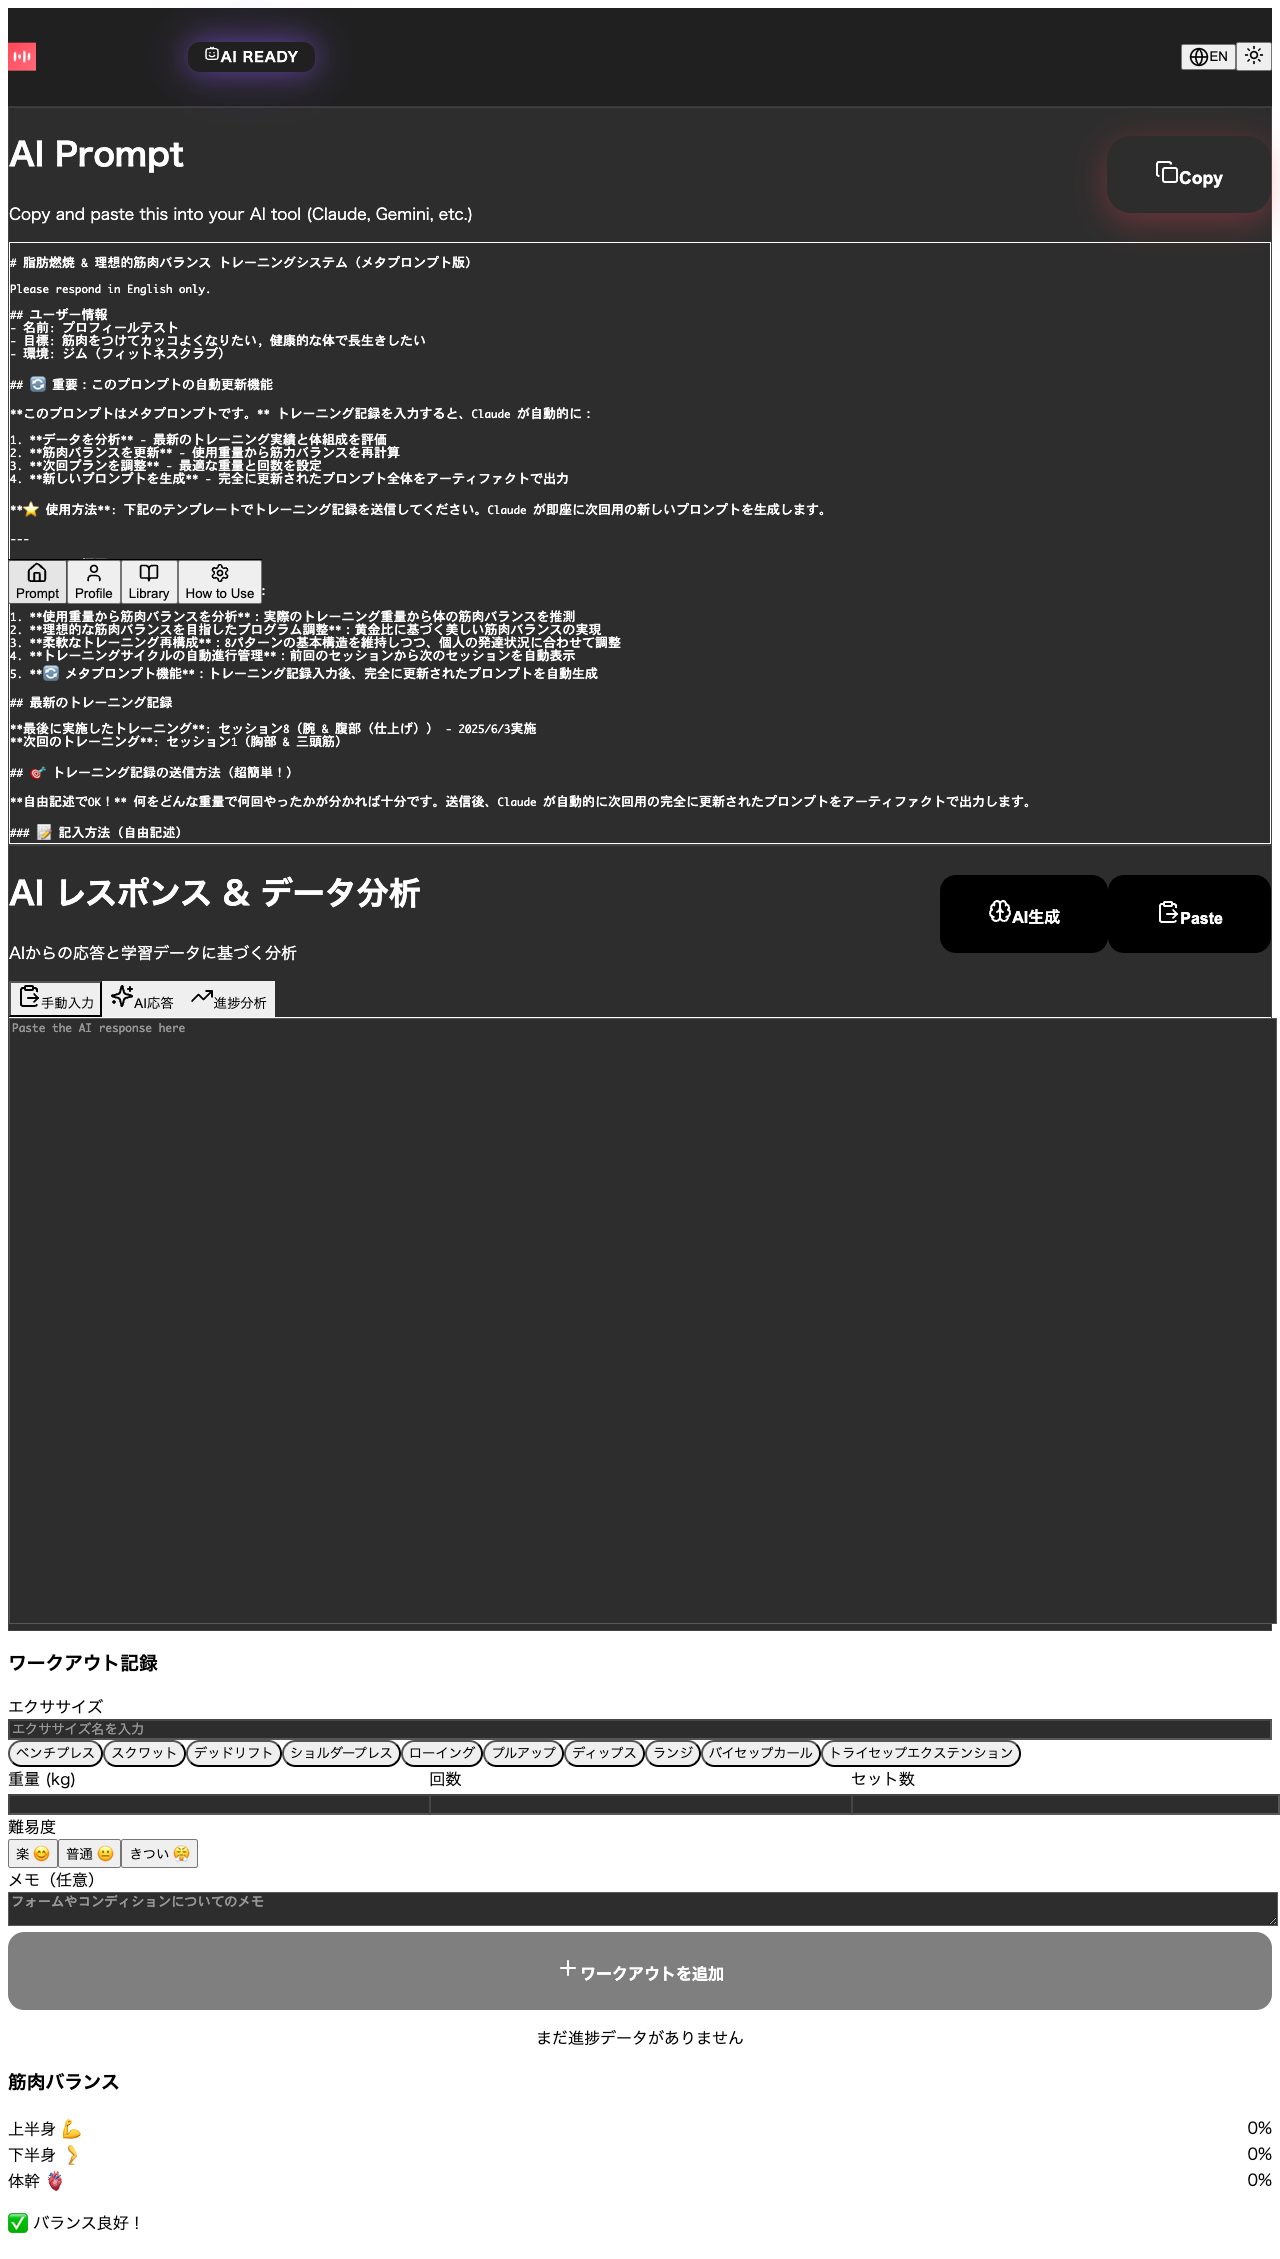 AI READY
EN
AI Prompt
Copy
Copy and paste this into your AI tool (Claude, Gemini, etc.)
# 脂肪燃焼 & 理想的筋肉バランス トレーニングシステム（メタプロンプト版）
Please respond in English only.
## ユーザー情報
- 名前: プロフィールテスト
- 目標: 筋肉をつけてカッコよくなりたい，健康的な体で長生きしたい
- 環境: ジム（フィットネスクラブ）
## 🔄 重要：このプロンプトの自動更新機能
**このプロンプトはメタプロンプトです。** トレーニング記録を入力すると、Claude が自動的に：
1. **データを分析** - 最新のトレーニング実績と体組成を評価
2. **筋肉バランスを更新** - 使用重量から筋力バランスを再計算
3. **次回プランを調整** - 最適な重量と回数を設定
4. **新しいプロンプトを生成** - 完全に更新されたプロンプト全体をアーティファクトで出力
**⭐ 使用方法**: 下記のテンプレートでトレーニング記録を送信してください。Claude が即座に次回用の新しいプロンプトを生成します。
---
Prompt Profile Library How to Use ：
1. **使用重量から筋肉バランスを分析**：実際のトレーニング重量から体の筋肉バランスを推測
2. **理想的な筋肉バランスを目指したプログラム調整**：黄金比に基づく美しい筋肉バランスの実現
3. **柔軟なトレーニング再構成**：8パターンの基本構造を維持しつつ、個人の発達状況に合わせて調整
4. **トレーニングサイクルの自動進行管理**：前回のセッションから次のセッションを自動表示
5. **🔄 メタプロンプト機能**：トレーニング記録入力後、完全に更新されたプロンプトを自動生成
## 最新のトレーニング記録
**最後に実施したトレーニング**: セッション8（腕 & 腹部（仕上げ）） - 2025/6/3実施
**次回のトレーニング**: セッション1（胸部 & 三頭筋）
## 🎯 トレーニング記録の送信方法（超簡単！）
**自由記述でOK！** 何をどんな重量で何回やったかが分かれば十分です。送信後、Claude が自動的に次回用の完全に更新されたプロンプトをアーティファクトで出力します。
### 📝 記入方法（自由記述）
AI レスポンス & データ分析
AI生成 Paste
AIからの応答と学習データに基づく分析
手動入力 AI応答 進捗分析
Paste the AI response here
ワークアウト記録
エクササイズ
エクササイズ名を入力
ベンチプレス スクワット デッドリフト ショルダープレス ローイング プルアップ ディップス ランジ バイセップカール トライセップエクステンション
重量 (kg) 回数 セット数
難易度
楽 😊 普通 😐 きつい 😤
メモ（任意）
フォームやコンディションについてのメモ
ワークアウトを追加
まだ進捗データがありません
筋肉バランス
上半身 💪 0%
下半身 🦵 0%
体幹 🫀 0%
✅ バランス良好！